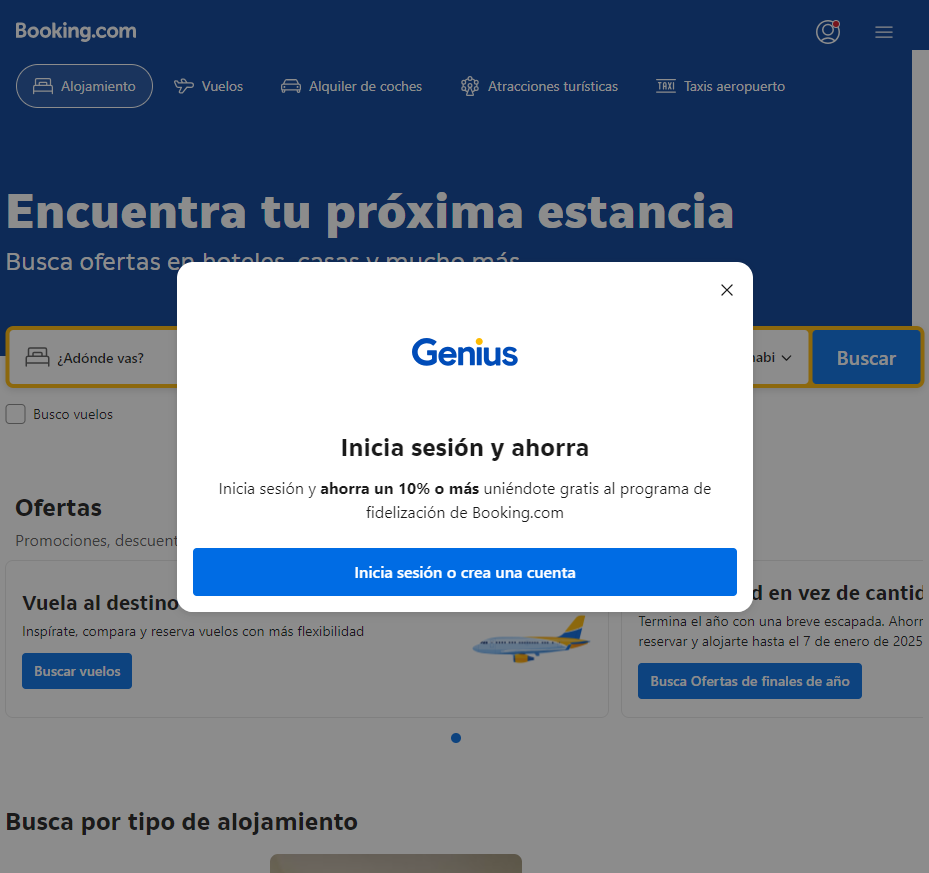 Booking.com
Alojamiento
Vuelos
Alquiler de coches
Atracciones turísticas
TAXI
Taxis aeropuerto
Encuentra tu próxima estancia
Busca ofertas en hoteles, casas y mucho más
¿Adónde vas?
Buscar
Busco vuelos
Genius
Inicia sesión y ahorra
Inicia sesión y ahorra un 10% o más uniéndote gratis al programa de
fidelización de Booking.com
Inicia sesión o crea una cuenta
Ofertas
Promociones,
Vuela al destino
Inspírate, compara y reserva vuelos con más flexibilidad
Buscar vuelos
en vez de
Termina el año con una breve escapada.
reservar y alojarte hasta el 7 de enero de 2025
Busca Ofertas de finales de año
Busca por tipo de alojamiento